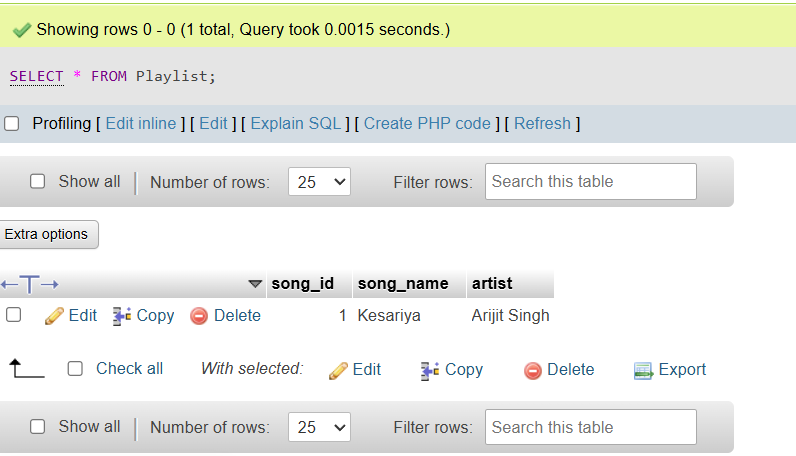 Showing rows 0 - 0 (1 total, Query took 0.0015 seconds.)
SELECT * FROM Playlist;
Profiling [ Edit inline ] [ Edit ] [ Explain SQL ] [ Create PHP code ] [ Refresh ]
Show all Number of rows: 25 Filter rows: Search this table
Extra options
song_id song_name artist
Edit Copy Delete 1 Kesariya Arijit Singh
Check all With selected: Edit Copy Delete Export
Show all Number of rows: 25 Filter rows: Search this table